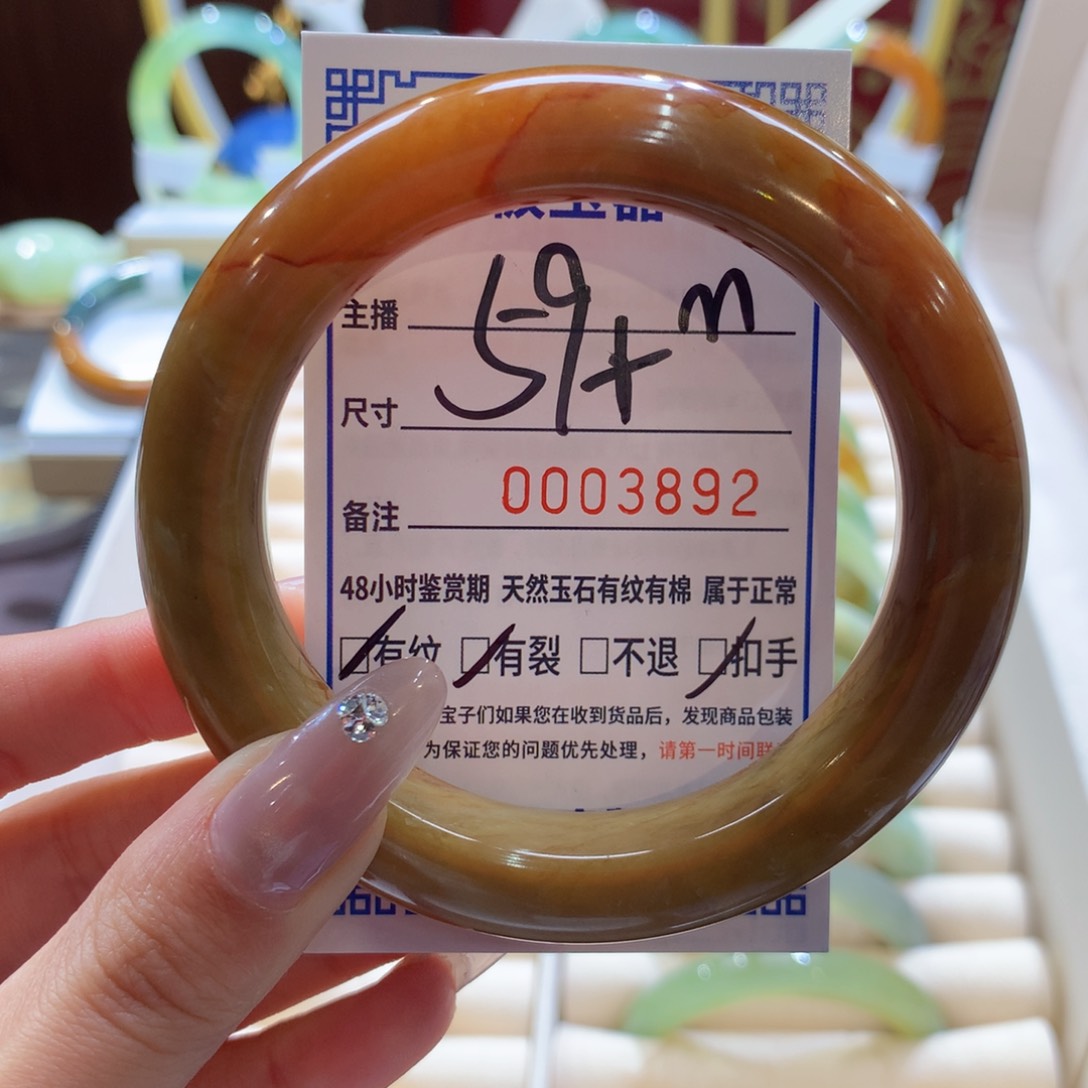 主播
59+ m
尺寸
备注 0003892
48小时鉴赏期 天然玉石有纹有棉 属于正常
□有纹 □有裂 □不退 □扣手
宝子们如果您在收到货品后，发现商品包装
为保证您的问题优先处理，请第一时间联